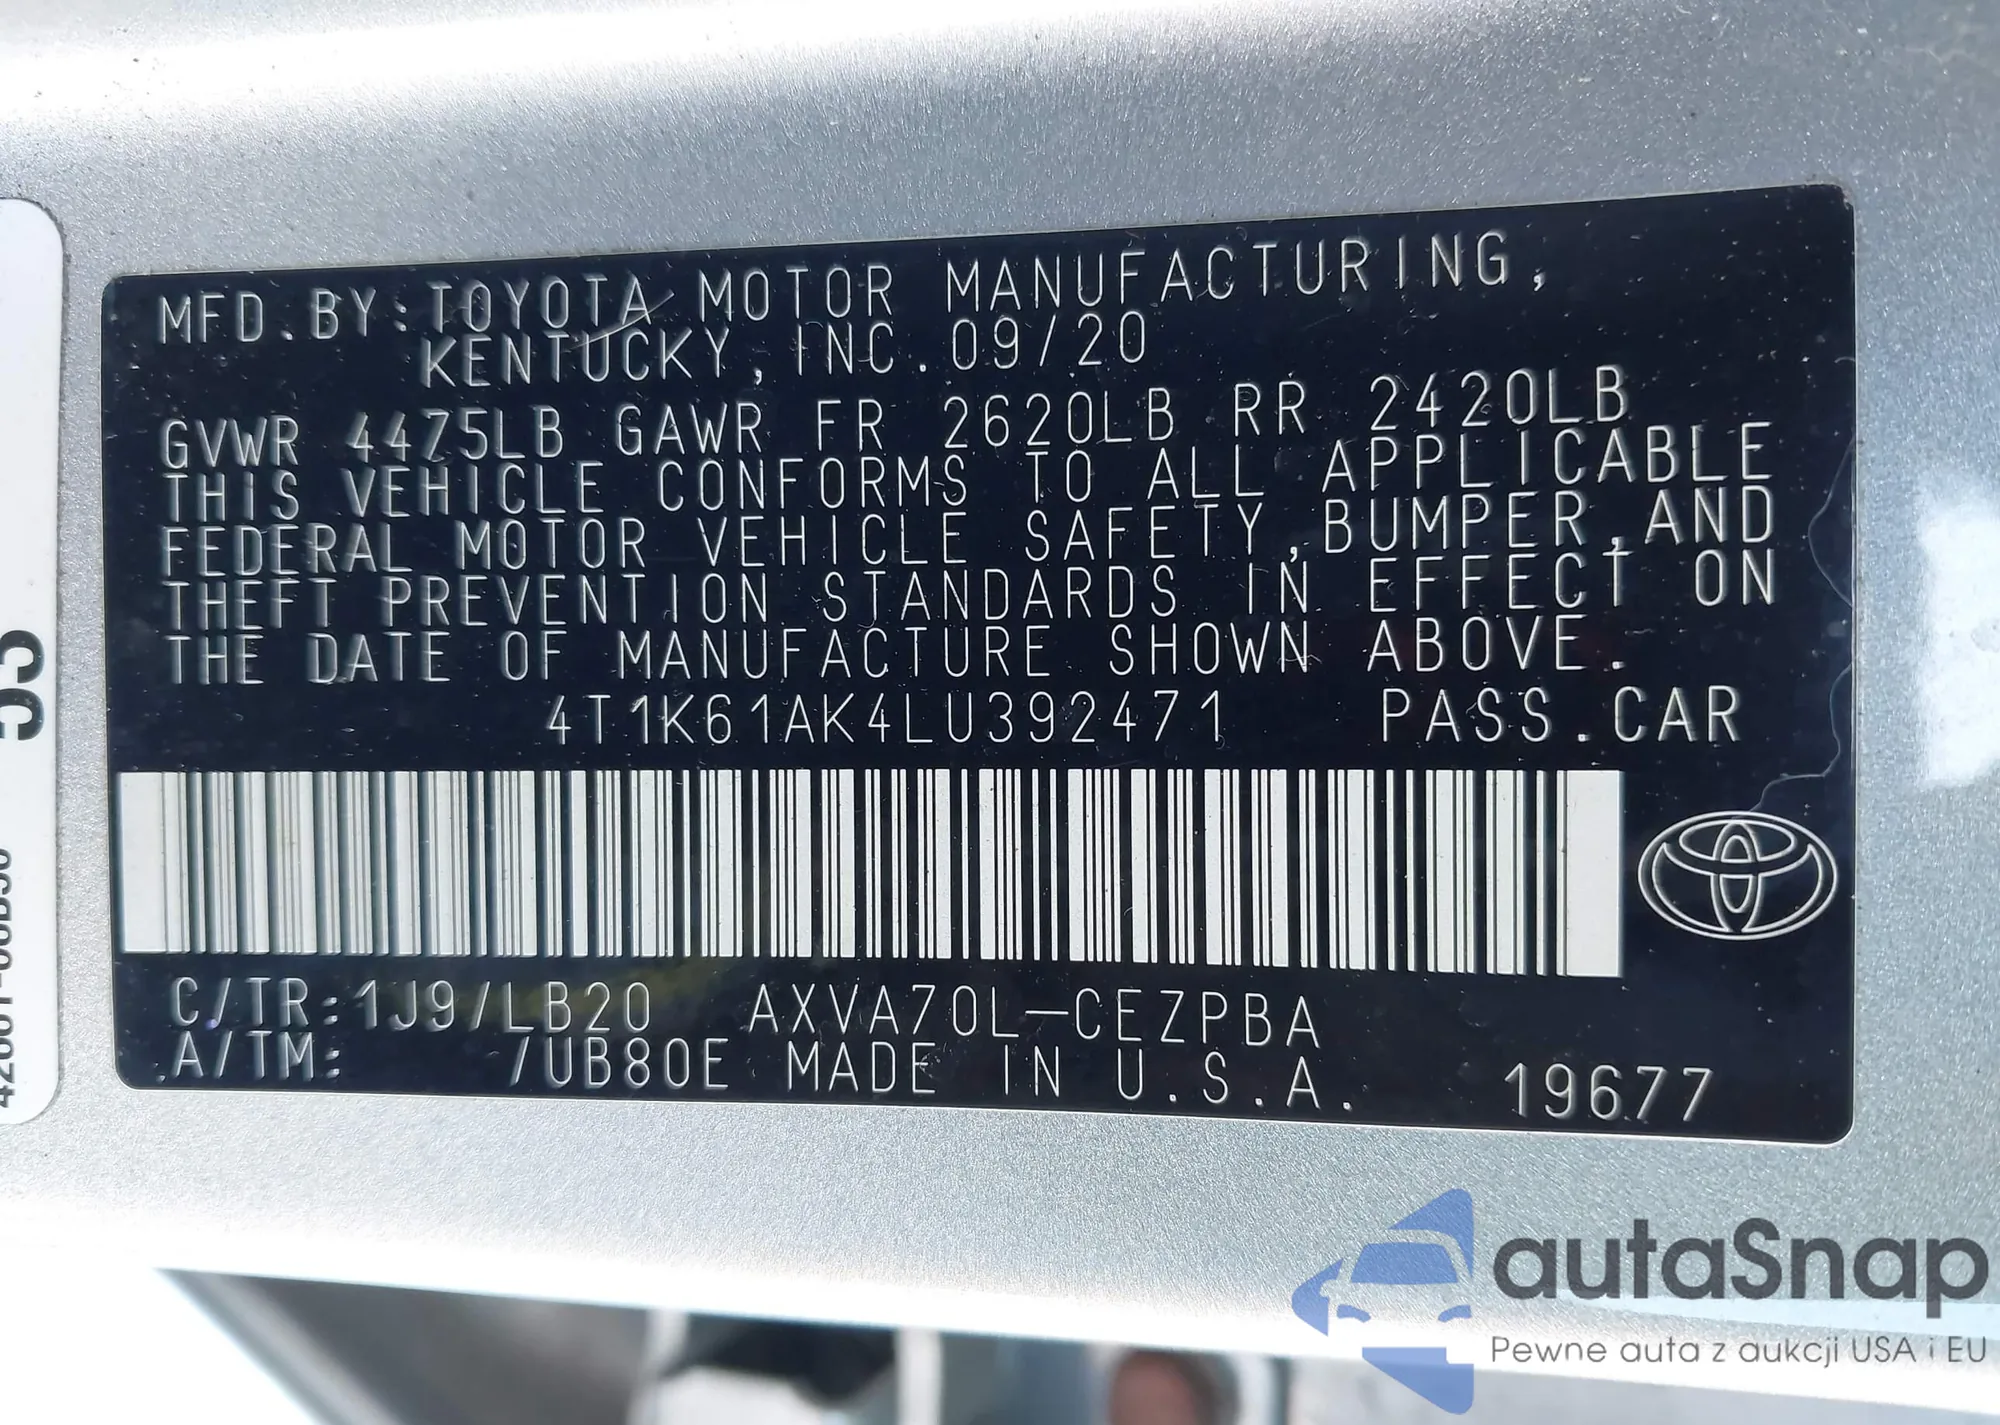 MFD.BY:TOYOTA MOTOR MANUFACTURING,
KENTUCKY, INC.09/20
GVWR 4475LB GAWR FR 2620LB RR 2420LB
THIS VEHICLE CONFORMS TO ALL APPLICABLE
FEDERAL MOTOR VEHICLE SAFETY,BUMPER,AND
THEFT PREVENTION STANDARDS IN EFFECT ON
THE DATE OF MANUFACTURE SHOWN ABOVE.
4T1K61AK4LU392471 PASS.CAR
C/TR:1J9/LB20 AXVA70L-CEZPBA
A/TM: /UB80E MADE IN U.S.A. 19677
autaSnap
Pewne auta z aukcji USA i EU